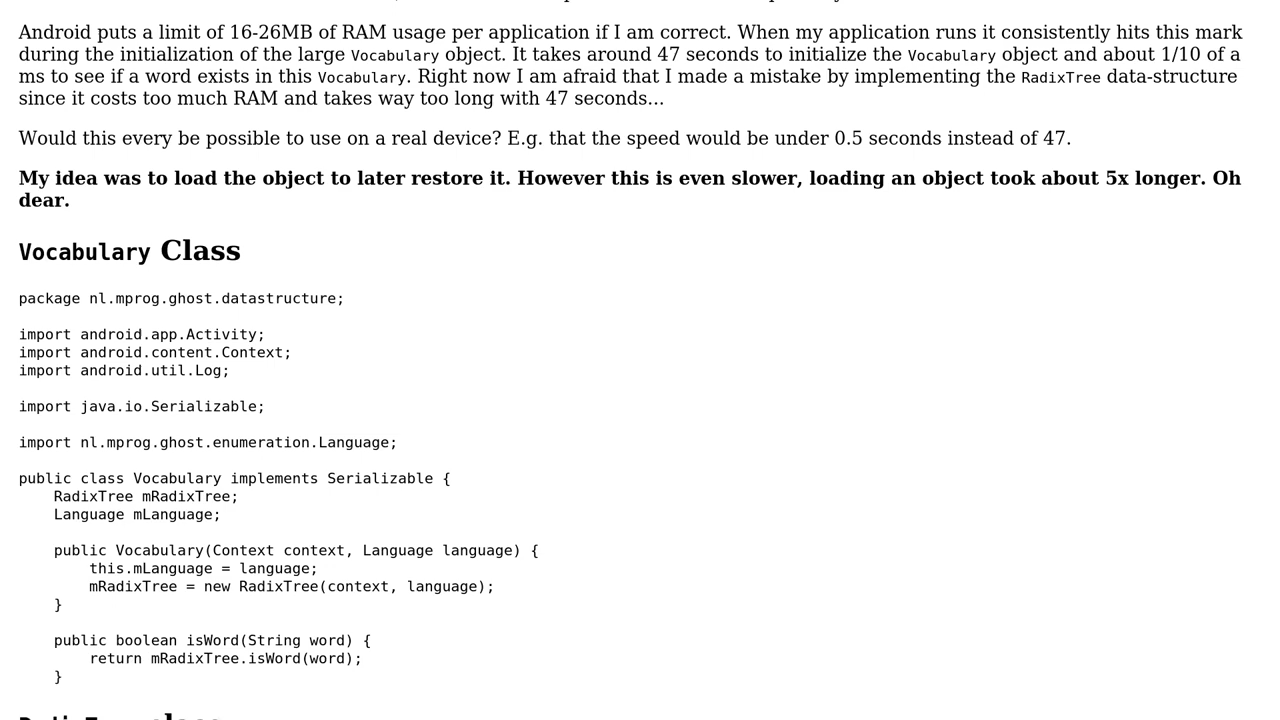 Android puts a limit of 16-26MB of RAM usage per application if I am correct. When my application runs it consistently hits this mark
during the initialization of the large Vocabulary object. It takes around 47 seconds to initialize the Vocabulary object and about 1/10 of a
ms to see if a word exists in this Vocabulary. Right now I am afraid that I made a mistake by implementing the RadixTree data-structure
since it costs too much RAM and takes way too long with 47 seconds...
Would this every be possible to use on a real device? E.g. that the speed would be under 0.5 seconds instead of 47.
My idea was to load the object to later restore it. However this is even slower, loading an object took about 5x longer. Oh
dear.
Vocabulary Class
package nl.mprog.ghost.datastructure;
import android.app.Activity;
import android.content.Context;
import android.util.Log;
import java.io.Serializable;
import nl.mprog.ghost.enumeration.Language;
public class Vocabulary implements Serializable {
    RadixTree mRadixTree;
    Language mLanguage;
    public Vocabulary(Context context, Language language) {
        this.mLanguage = language;
        mRadixTree = new RadixTree(context, language);
    }
    public boolean isWord(String word) {
        return mRadixTree.isWord(word);
    }